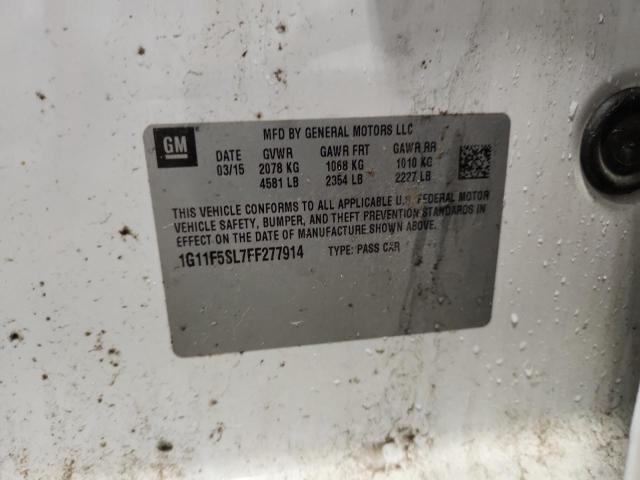 GM
MFD BY GENERAL MOTORS LLC
DATE GVWR GAWR FRT GAWR RR
03/15 2078 KG 1068 KG 1010 KG
4581 LB 2354 LB 2227 LB
THIS VEHICLE CONFORMS TO ALL APPLICABLE U.S. FEDERAL MOTOR
VEHICLE SAFETY, BUMPER, AND THEFT PREVENTION STANDARDS IN
EFFECT ON THE DATE OF MANUFACTURE SHOWN ABOVE.
1G11F5SL7FF277914 TYPE: PASS CAR